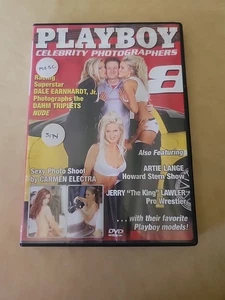 PLAYBOY
CELEBRITY PHOTOGRAPHERS
8
Racing
Superstar
DALE EARNHARDT, Jr.
Photographs the
DAHM TRIPLETS
NUDE
Also Featuring
ARTIE LANGE
Howard Stern Show
Sexy Photo Shoot
by CARMEN ELECTRA
JERRY "The King" LAWLER
Pro Wrestler
. . . with their favorite
Playboy models!
DVD